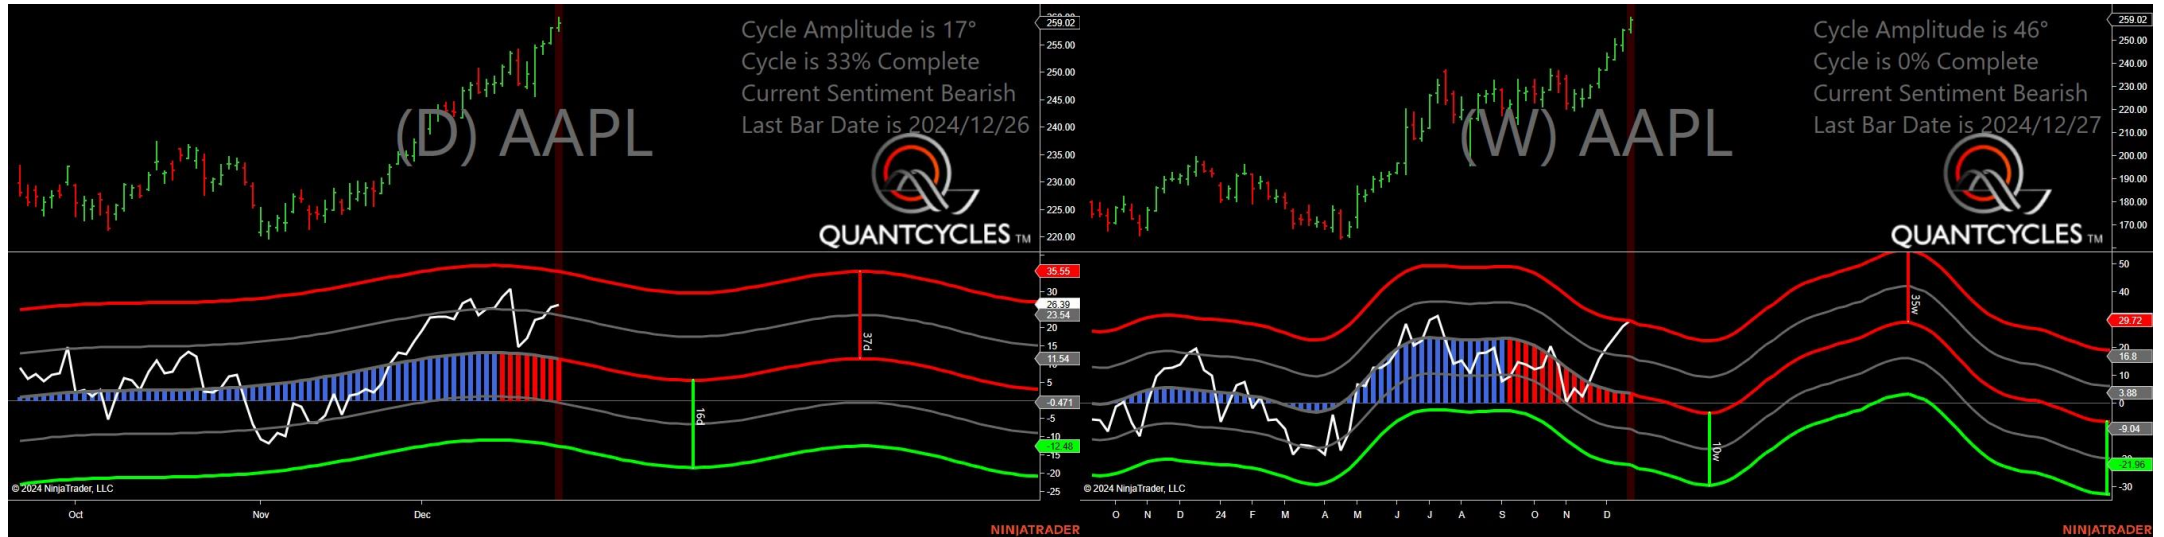 Cycle Amplitude is 17°
Cycle is 33% Complete
Current Sentiment Bearish
Last Bar Date is 2024/12/26
(D) AAPL
QUANTCYCLES TM
259.02
255.00
250.00
245.00
240.00
235.00
230.00
225.00
220.00
35.55
30
26.39
23.54
20
15
11.54
5
-0.471
-5
-10
-12.48
-15
-20
-25
37d
16d
© 2024 NinjaTrader, LLC
Oct Nov Dec
NINJATRADER
Cycle Amplitude is 46°
Cycle is 0% Complete
Current Sentiment Bearish
Last Bar Date is 2024/12/27
(W) AAPL
QUANTCYCLES TM
259.02
250.00
240.00
230.00
220.00
210.00
200.00
190.00
180.00
170.00
50
40
29.72
20
16.8
10
3.88
0
-9.04
-21.96
-30
35w
10w
© 2024 NinjaTrader, LLC
O N D 24 F M A M J J A S O N D
NINJATRADER